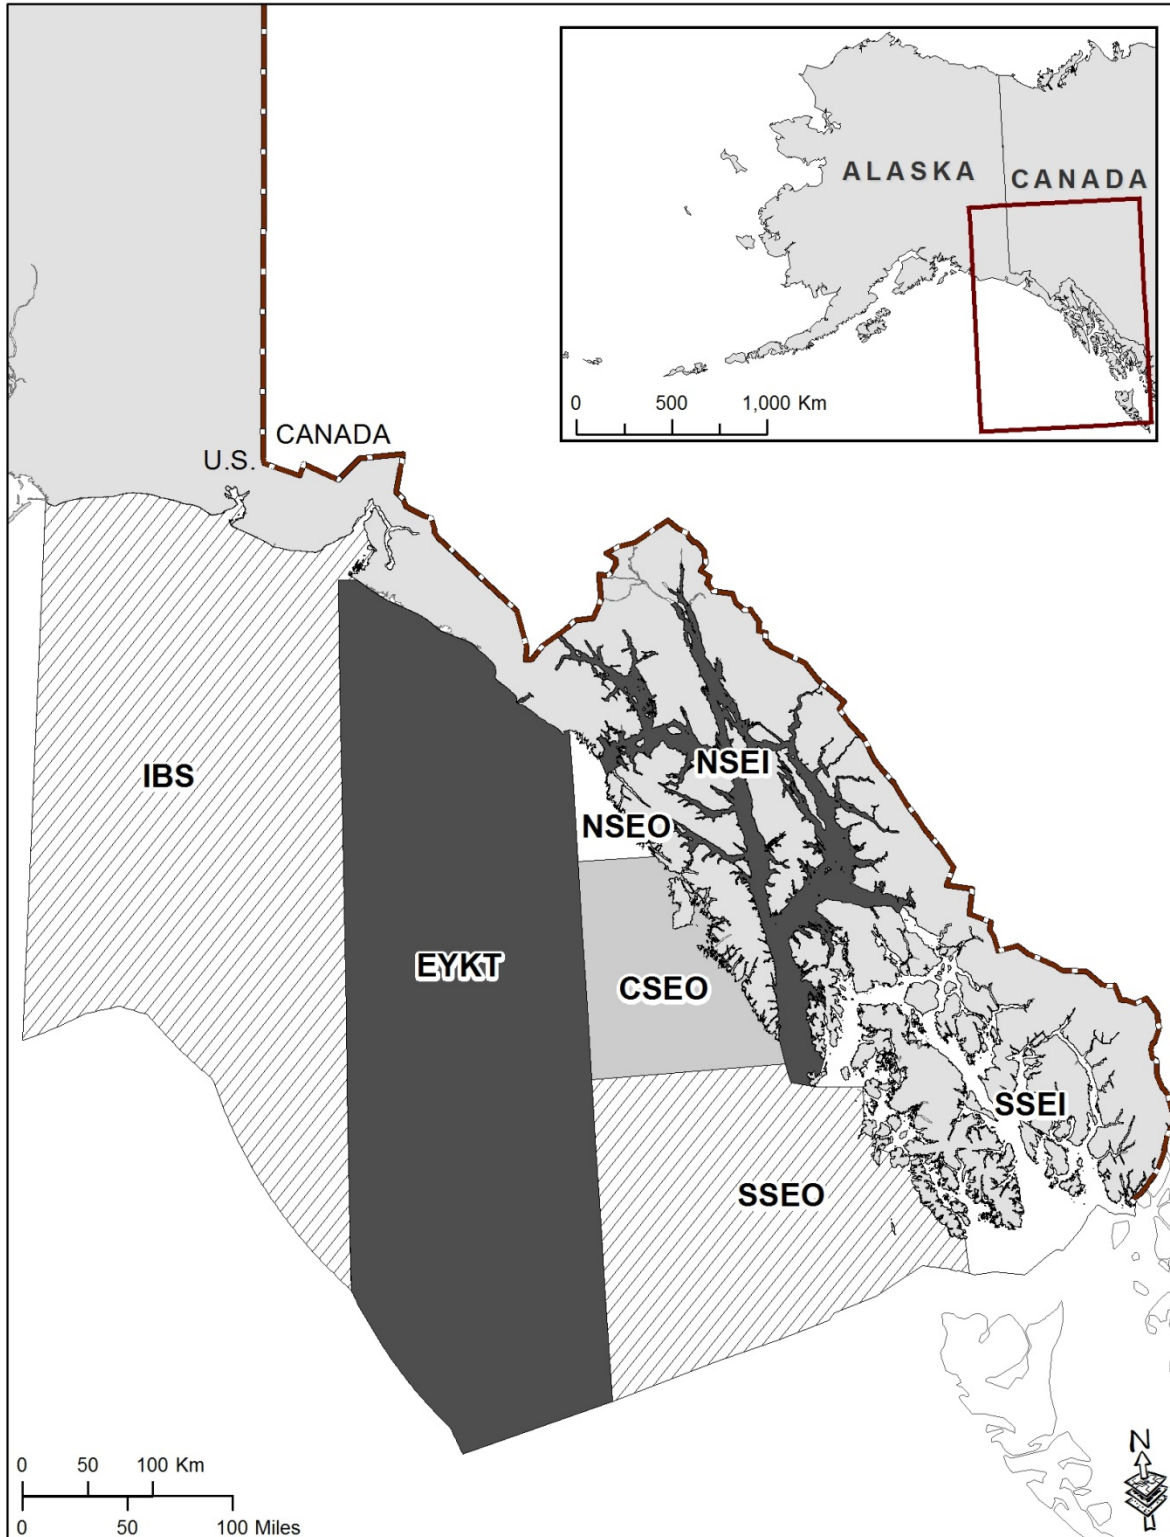 ALASKA
CANADA
0 500 1,000 Km
CANADA
U.S.
IBS
NSEI
NSEO
EYKT
CSEO
SSEI
SSEO
N
0 50 100 Km
0 50 100 Miles